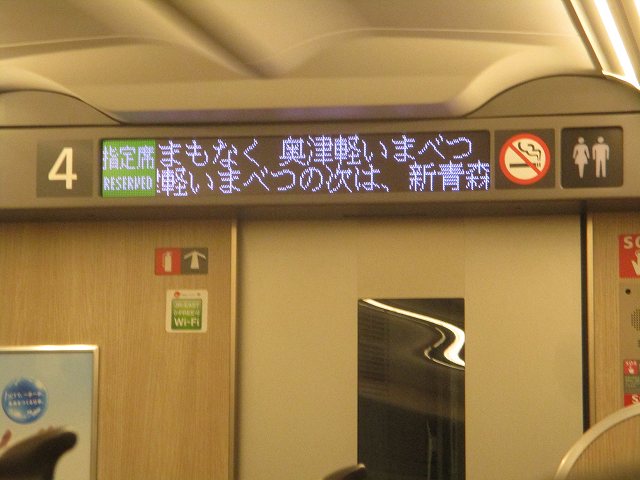 4
指定席
RESERVED
まもなく 奥津軽いまべつ
軽いまべつの次は、 新青森
Wi-Fi